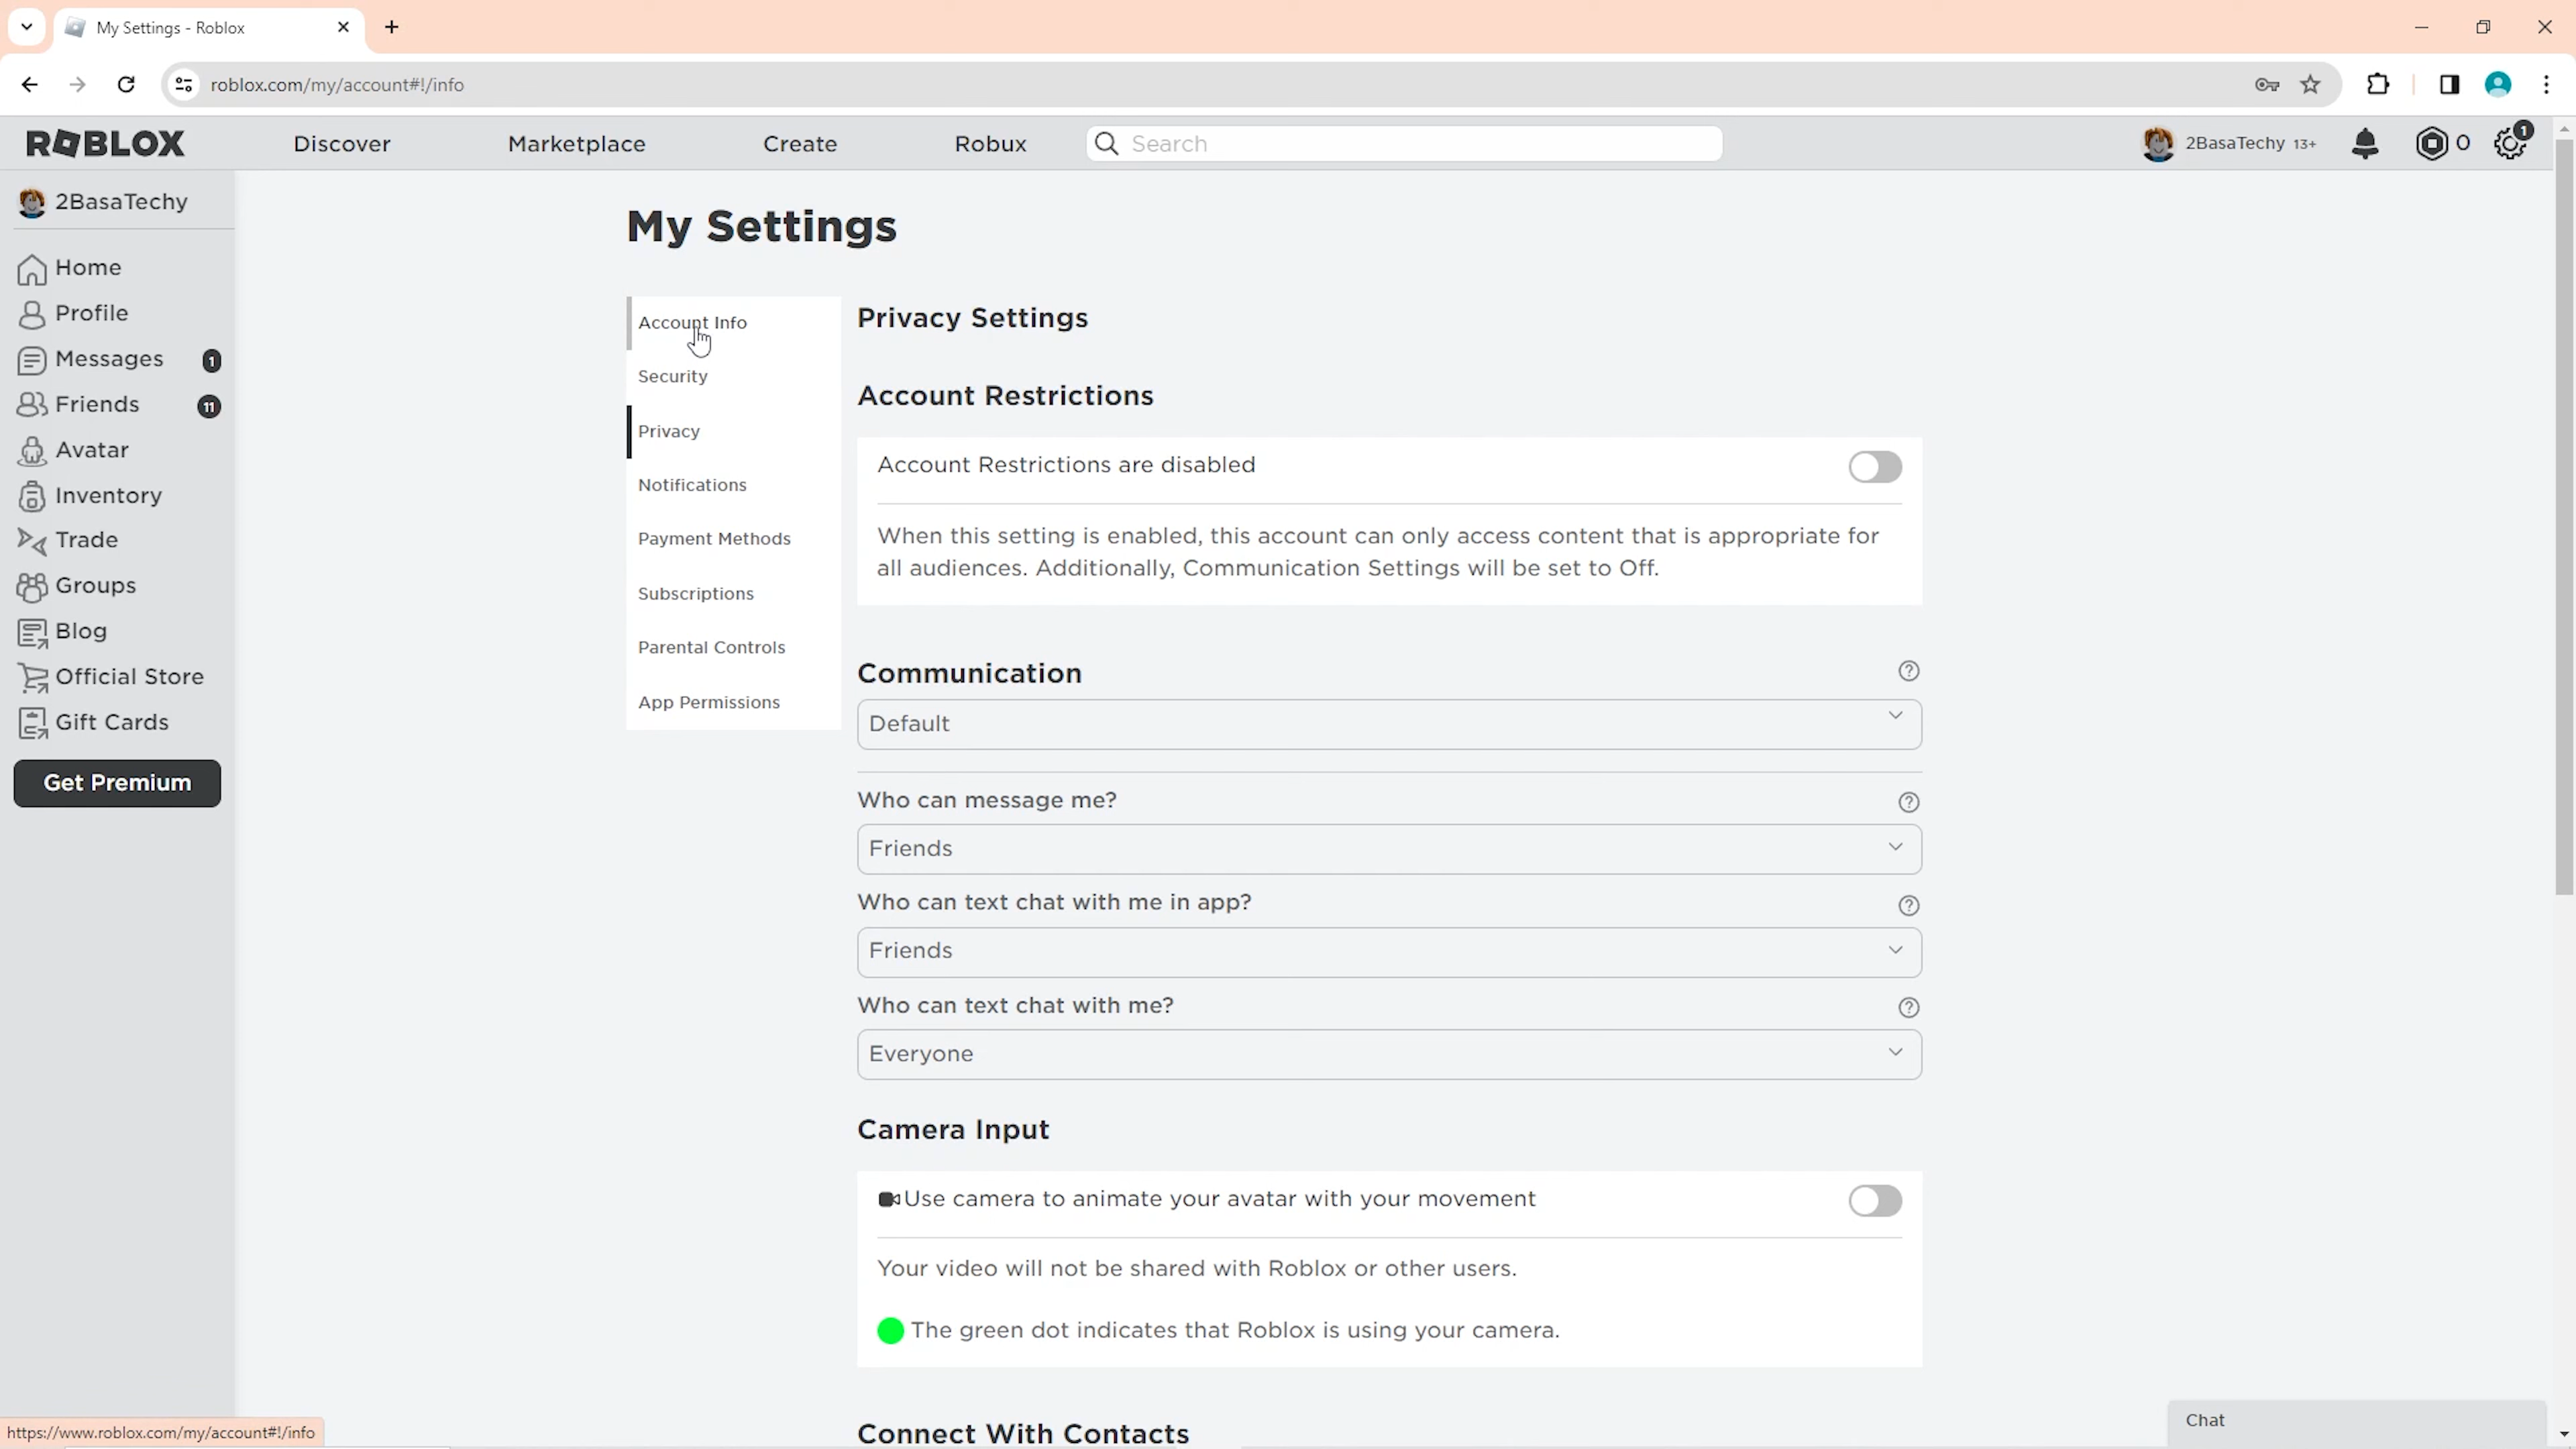 My Settings - Roblox
roblox.com/my/account#!/info
ROBLOX
Discover
Marketplace
Create
Robux
Search
2BasaTechy 13+
0
1
2BasaTechy
Home
Profile
Messages 1
Friends 11
Avatar
Inventory
Trade
Groups
Blog
Official Store
Gift Cards
Get Premium
My Settings
Account Info
Security
Privacy
Notifications
Payment Methods
Subscriptions
Parental Controls
App Permissions
Privacy Settings
Account Restrictions
Account Restrictions are disabled
When this setting is enabled, this account can only access content that is appropriate for
all audiences. Additionally, Communication Settings will be set to Off.
Communication
Default
Who can message me?
Friends
Who can text chat with me in app?
Friends
Who can text chat with me?
Everyone
Camera Input
Use camera to animate your avatar with your movement
Your video will not be shared with Roblox or other users.
The green dot indicates that Roblox is using your camera.
Connect With Contacts
Chat
https://www.roblox.com/my/account#!/info